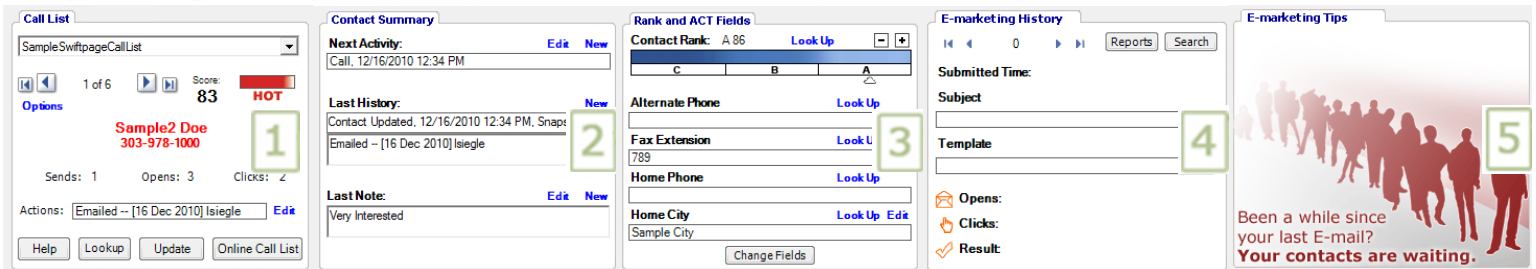 Call List
SampleSwiftpageCallList
1 of 6
Score:
83
HOT
Options
Sample2 Doe
303-978-1000
1
Sends: 1 Opens: 3 Clicks: 2
Actions: Emailed -- [16 Dec 2010] lsiegle Edit
Help Lookup Update Online Call List
Contact Summary
Next Activity: Edit New
Call, 12/16/2010 12:34 PM
Last History: New
Contact Updated, 12/16/2010 12:34 PM, Snaps
Emailed -- [16 Dec 2010] lsiegle
2
Last Note: Edit New
Very Interested
Rank and ACT Fields
Contact Rank: A 86 Look Up - +
C B A
Alternate Phone Look Up
Fax Extension Look U
789
3
Home Phone Look Up
Home City Look Up Edit
Sample City
Change Fields
E-marketing History
0 Reports Search
Submitted Time:
Subject
Template
4
Opens:
Clicks:
Result:
E-marketing Tips
5
Been a while since
your last E-mail?
Your contacts are waiting.